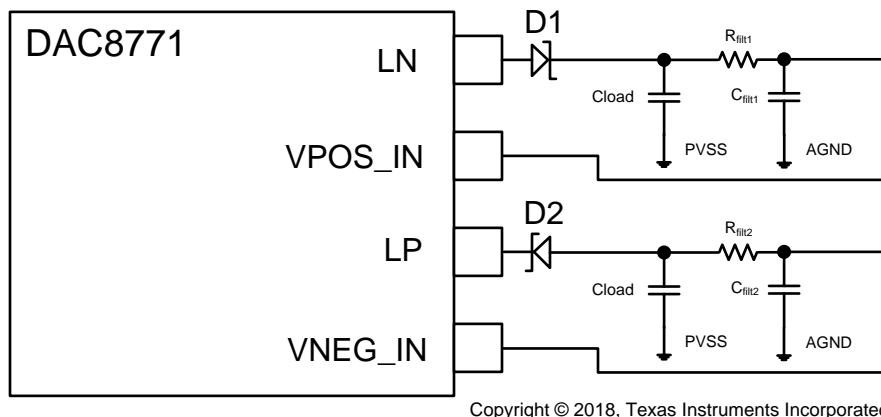 DAC8771
LN
D1
Rfilt1
Cload
Cfilt1
PVSS
AGND
VPOS_IN
D2
LP
Rfilt2
Cload
Cfilt2
PVSS
AGND
VNEG_IN
Copyright © 2018, Texas Instruments Incorporated